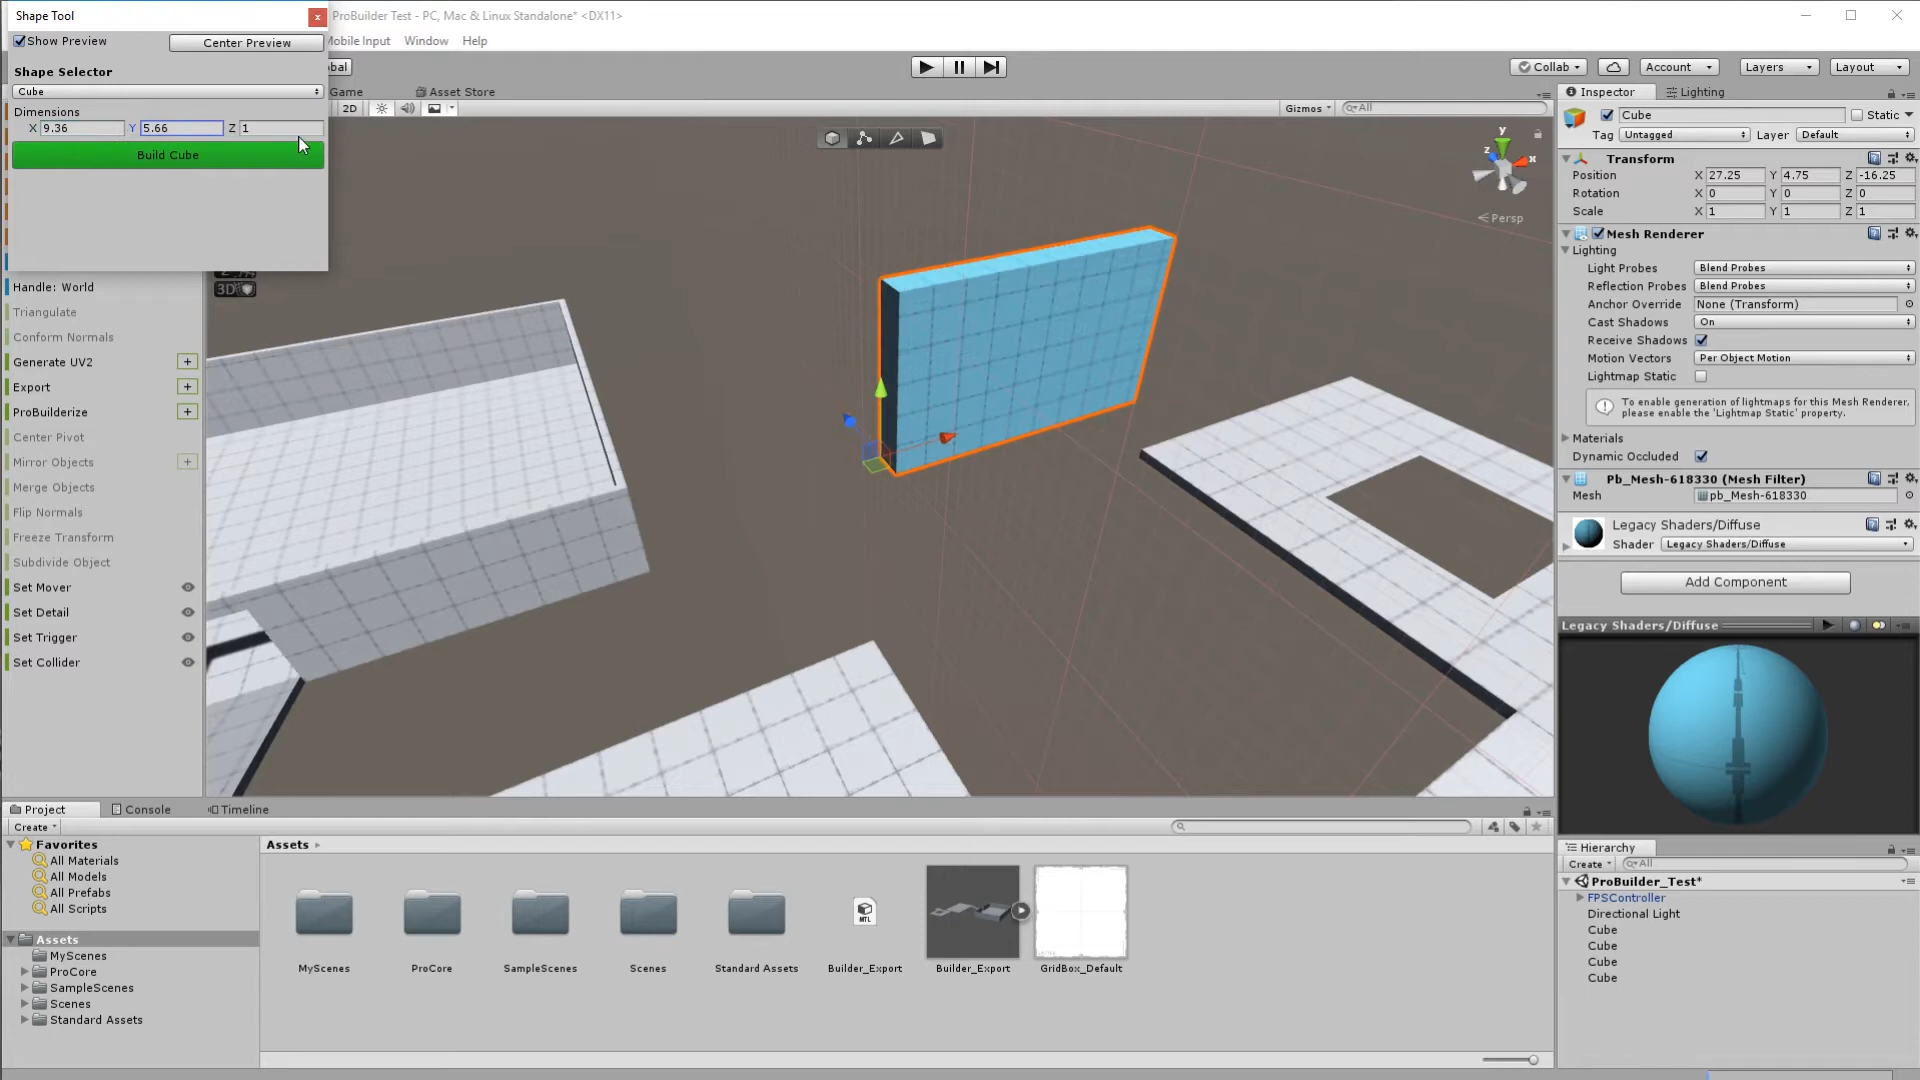 Shape Tool
x
ProBuilder Test - PC, Mac & Linux Standalone* <DX11>
Show Preview
Center Preview
Mobile Input
Window
Help
Shape Selector
Cube
Dimensions
X 9.36
Y 5.66
Z 1
Build Cube
bal
Collab
Account
Layers
Layout
Game
Asset Store
2D
Gizmos
All
Persp
y
x
z
3D
Handle: World
Triangulate
Conform Normals
Generate UV2
Export
ProBuilderize
Center Pivot
Mirror Objects
Merge Objects
Flip Normals
Freeze Transform
Subdivide Object
Set Mover
Set Detail
Set Trigger
Set Collider
Inspector
Lighting
Cube
Static
Tag Untagged
Layer Default
Transform
Position X 27.25 Y 4.75 Z -16.25
Rotation X 0 Y 0 Z 0
Scale X 1 Y 1 Z 1
Mesh Renderer
Lighting
Light Probes Blend Probes
Reflection Probes Blend Probes
Anchor Override None (Transform)
Cast Shadows On
Receive Shadows
Motion Vectors Per Object Motion
Lightmap Static
To enable generation of lightmaps for this Mesh Renderer,
please enable the 'Lightmap Static' property.
Materials
Dynamic Occluded
Pb_Mesh-618330 (Mesh Filter)
Mesh pb_Mesh-618330
Legacy Shaders/Diffuse
Shader Legacy Shaders/Diffuse
Add Component
Legacy Shaders/Diffuse
Project
Console
Timeline
Create
Favorites
All Materials
All Models
All Prefabs
All Scripts
Assets
MyScenes
ProCore
SampleScenes
Scenes
Standard Assets
Assets
MTL
MyScenes
ProCore
SampleScenes
Scenes
Standard Assets
Builder_Export
Builder_Export
GridBox_Default
Hierarchy
Create
All
ProBuilder_Test*
FPSController
Directional Light
Cube
Cube
Cube
Cube